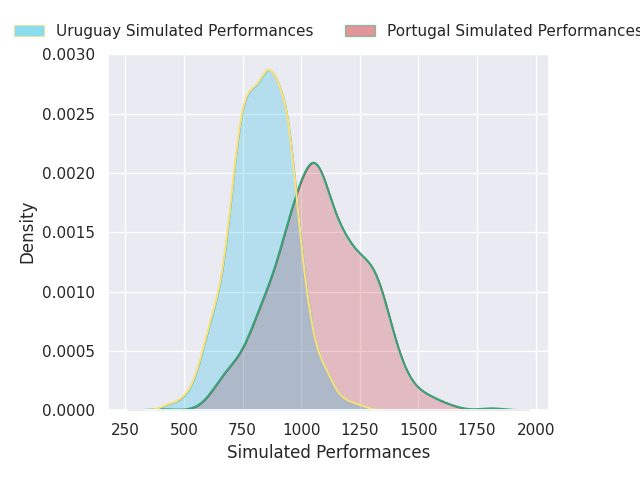 Uruguay Simulated Performances
Portugal Simulated Performances
0.0030
0.0025
0.0020
0.0015
0.0010
0.0005
0.0000
Density
250 500 750 1000 1250 1500 1750 2000
Simulated Performances